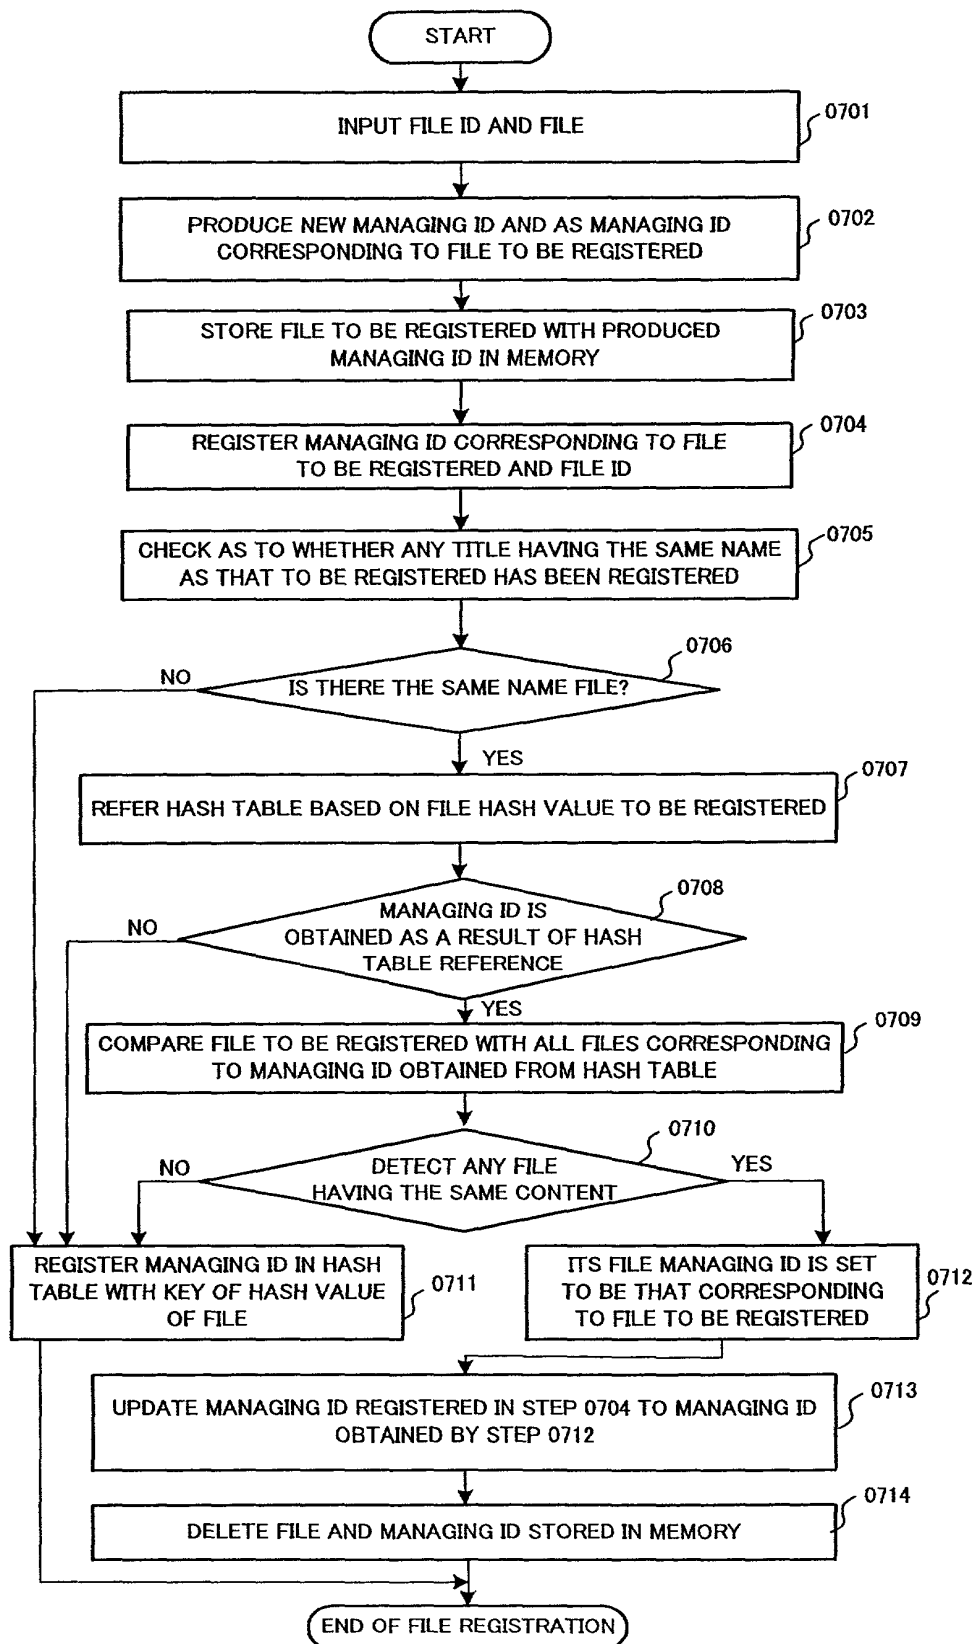 START
INPUT FILE ID AND FILE
0701
PRODUCE NEW MANAGING ID AND AS MANAGING ID
CORRESPONDING TO FILE TO BE REGISTERED
0702
STORE FILE TO BE REGISTERED WITH PRODUCED
MANAGING ID IN MEMORY
0703
REGISTER MANAGING ID CORRESPONDING TO FILE
TO BE REGISTERED AND FILE ID
0704
CHECK AS TO WHETHER ANY TITLE HAVING THE SAME NAME
AS THAT TO BE REGISTERED HAS BEEN REGISTERED
0705
IS THERE THE SAME NAME FILE?
0706
NO
YES
REFER HASH TABLE BASED ON FILE HASH VALUE TO BE REGISTERED
0707
MANAGING ID IS
OBTAINED AS A RESULT OF HASH
TABLE REFERENCE
0708
NO
YES
COMPARE FILE TO BE REGISTERED WITH ALL FILES CORRESPONDING
TO MANAGING ID OBTAINED FROM HASH TABLE
0709
DETECT ANY FILE
HAVING THE SAME CONTENT
0710
NO
YES
REGISTER MANAGING ID IN HASH
TABLE WITH KEY OF HASH VALUE
OF FILE
0711
ITS FILE MANAGING ID IS SET
TO BE THAT CORRESPONDING
TO FILE TO BE REGISTERED
0712
UPDATE MANAGING ID REGISTERED IN STEP 0704 TO MANAGING ID
OBTAINED BY STEP 0712
0713
DELETE FILE AND MANAGING ID STORED IN MEMORY
0714
END OF FILE REGISTRATION